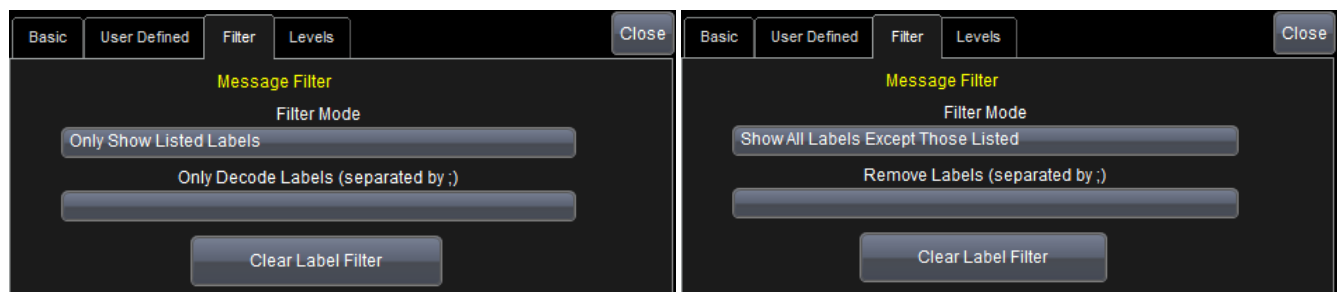 Basic User Defined Filter Levels Close
Message Filter
Filter Mode
Only Show Listed Labels
Only Decode Labels (separated by ;)
Clear Label Filter
Basic User Defined Filter Levels Close
Message Filter
Filter Mode
Show All Labels Except Those Listed
Remove Labels (separated by ;)
Clear Label Filter